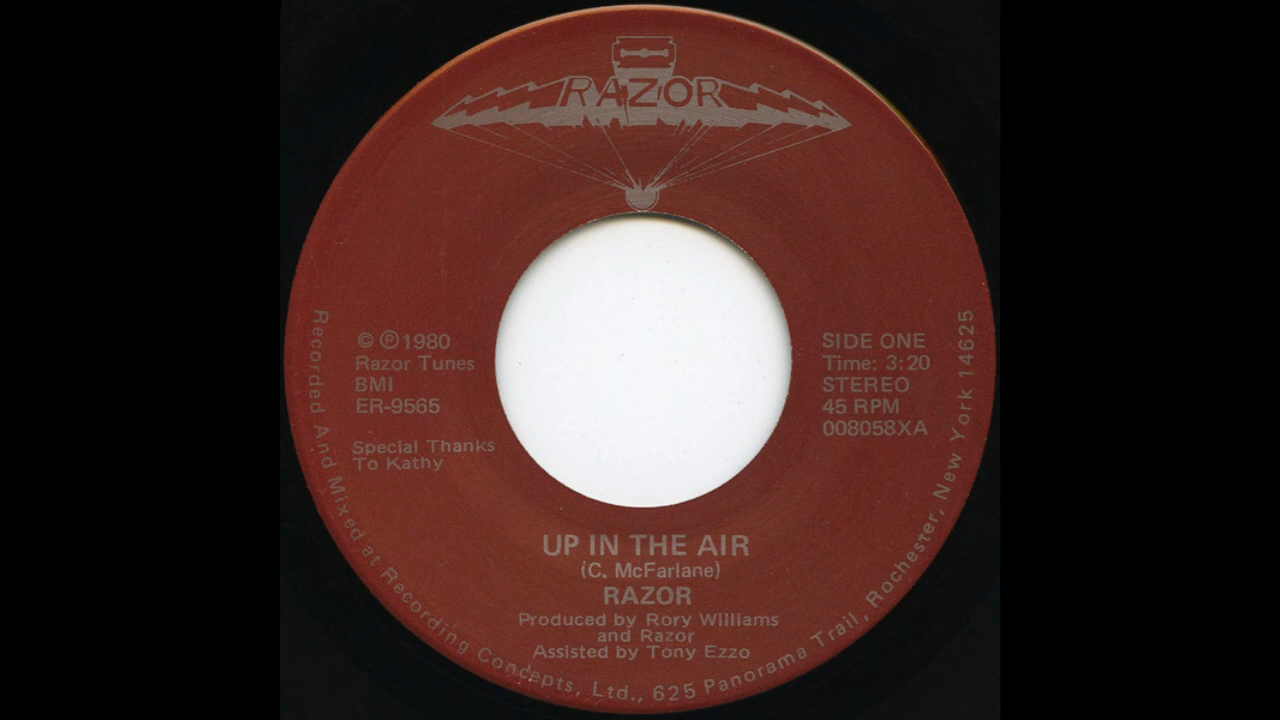 RAZOR
© ℗ 1980
Razor Tunes
BMI
ER-9565
Special Thanks
To Kathy
SIDE ONE
Time: 3:20
STEREO
45 RPM
008058XA
UP IN THE AIR
(C. McFarlane)
RAZOR
Produced by Rory Williams
and Razor
Assisted by Tony Ezzo
Recorded And Mixed at Recording Concepts, Ltd., 625 Panorama Trail, Rochester, New York 14625